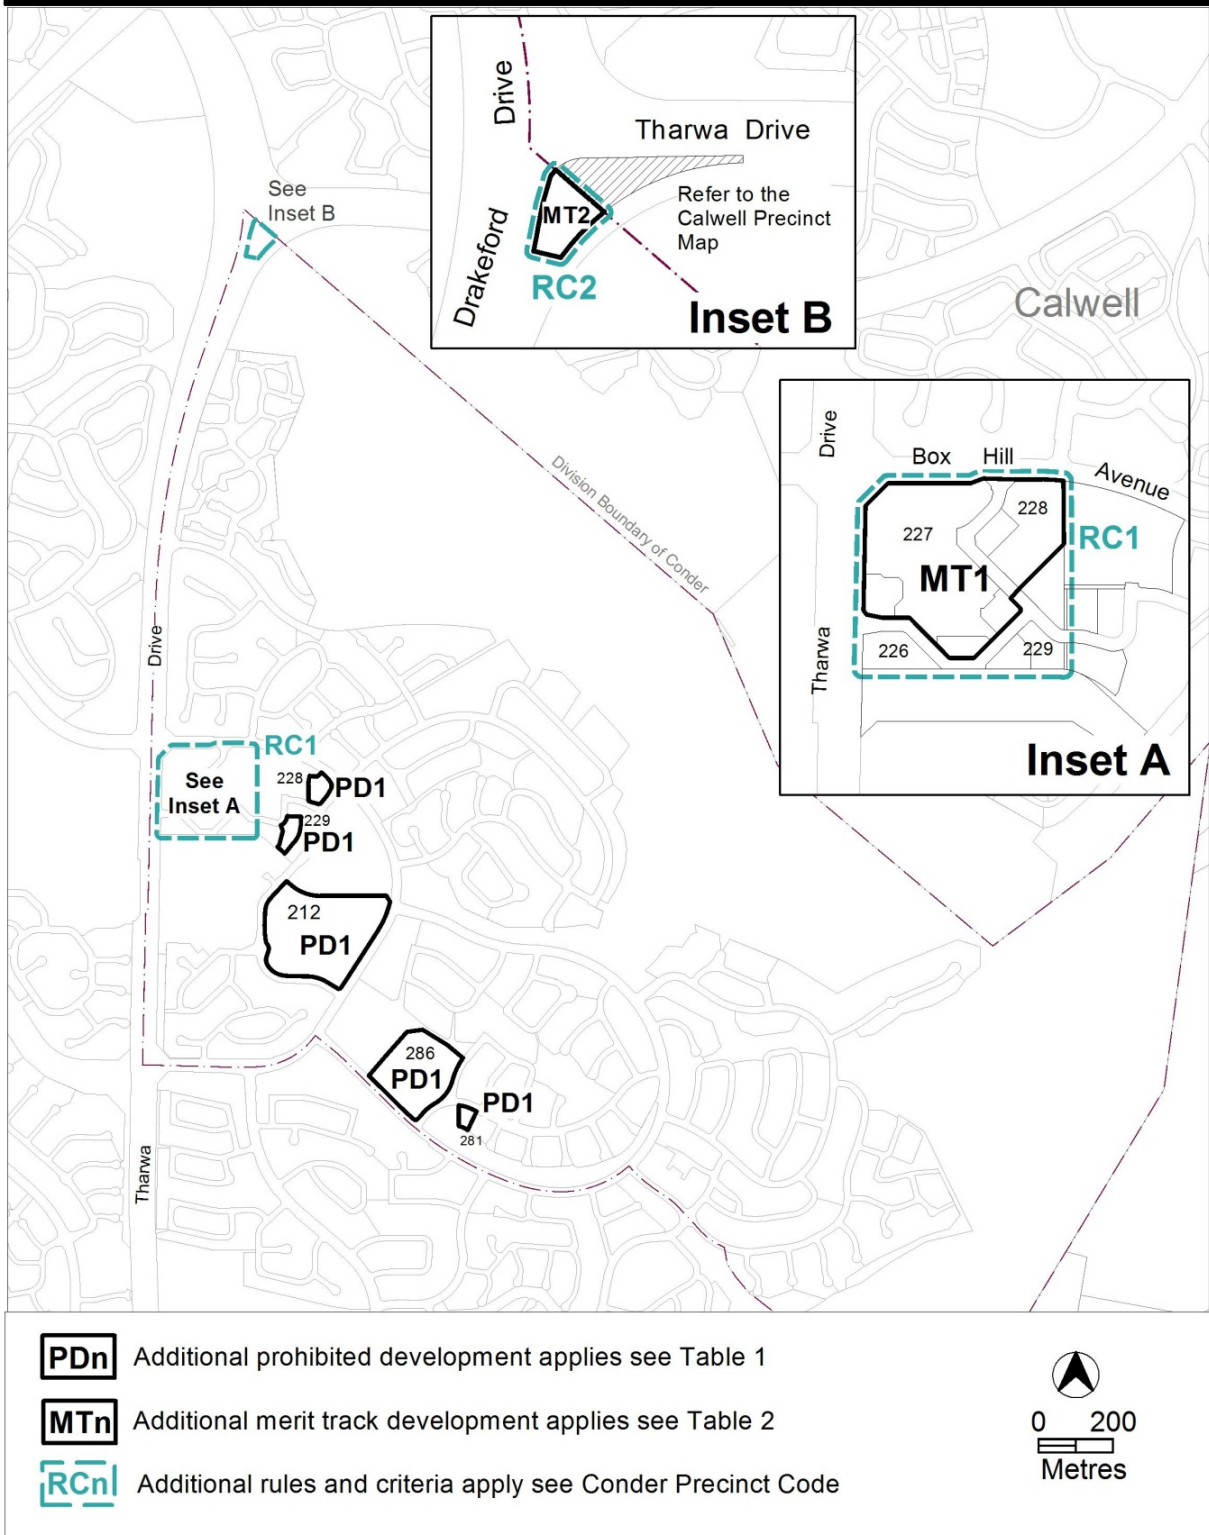 Drive
Tharwa Drive
Refer to the
Calwell Precinct
Map
MT2
Drakeford
RC2
Inset B
See
Inset B
Calwell
Division Boundary of Conder
Drive
Box Hill
Avenue
228
227
RC1
MT1
226
229
Tharwa
Inset A
Drive
RC1
See
Inset A
228
PD1
229
PD1
212
PD1
286
PD1
PD1
281
Tharwa
PDn Additional prohibited development applies see Table 1
MTn Additional merit track development applies see Table 2
RCn Additional rules and criteria apply see Conder Precinct Code
0 200
Metres